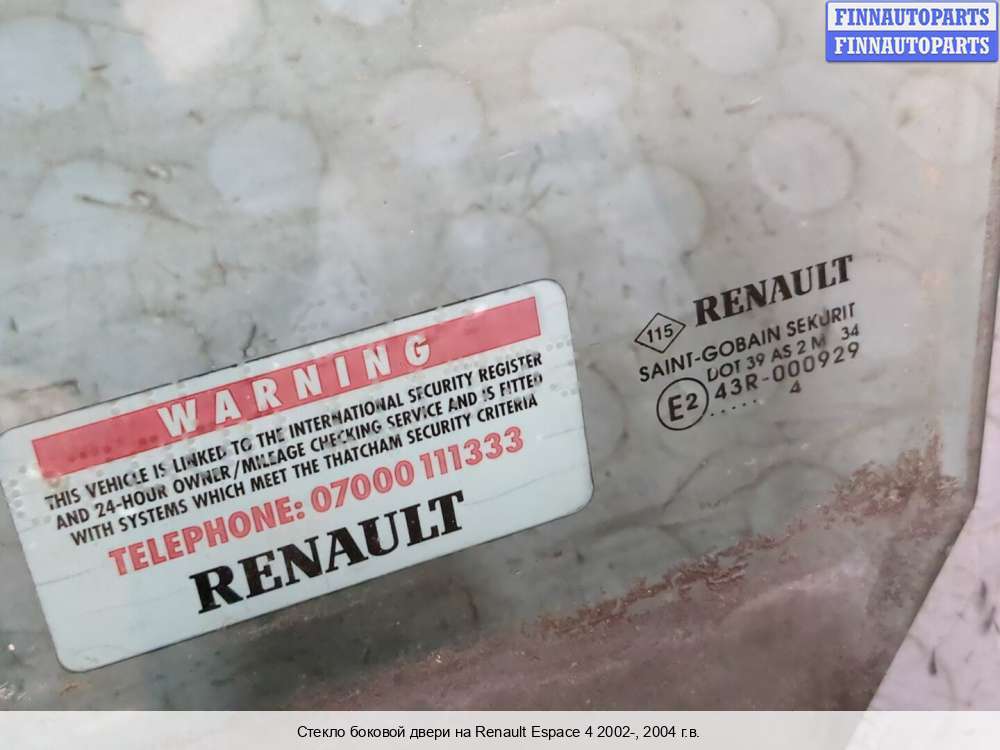 FINNAUTOPARTS
FINNAUTOPARTS
WARNING
THIS VEHICLE IS LINKED TO THE INTERNATIONAL SECURITY REGISTER
AND 24-HOUR OWNER/MILEAGE CHECKING SERVICE AND IS FITTED
WITH SYSTEMS WHICH MEET THE THATCHAM SECURITY CRITERIA
TELEPHONE: 07000 111333
RENAULT
115 RENAULT
SAINT-GOBAIN SEKURIT
DOT 39 AS 2 M 34
E2 43R-000929
..... 4
Стекло боковой двери на Renault Espace 4 2002-, 2004 г.в.